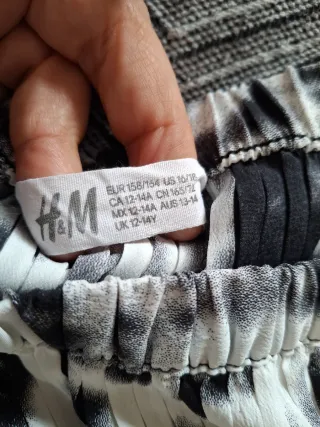 H&M
EUR 158/164 US 16/18
CA 12-14A CN 165/72
MX 12-14A AUS 13-14
UK 12-14Y